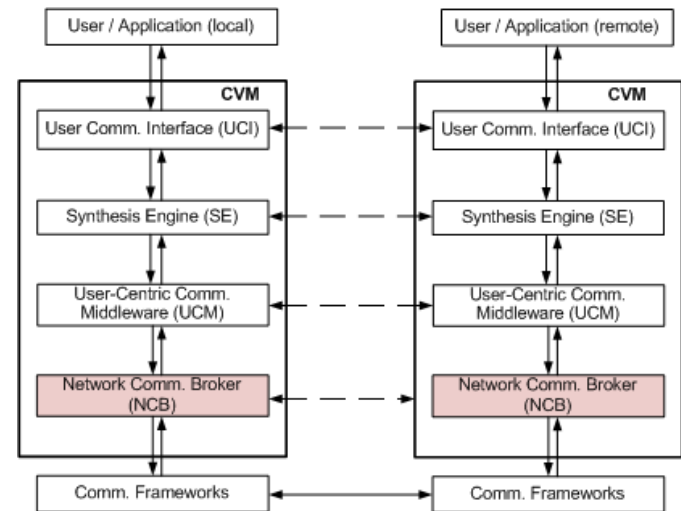 User / Application (local)
User / Application (remote)
CVM
CVM
User Comm. Interface (UCI)
User Comm. Interface (UCI)
Synthesis Engine (SE)
Synthesis Engine (SE)
User-Centric Comm.
Middleware (UCM)
User-Centric Comm.
Middleware (UCM)
Network Comm. Broker
(NCB)
Network Comm. Broker
(NCB)
Comm. Frameworks
Comm. Frameworks